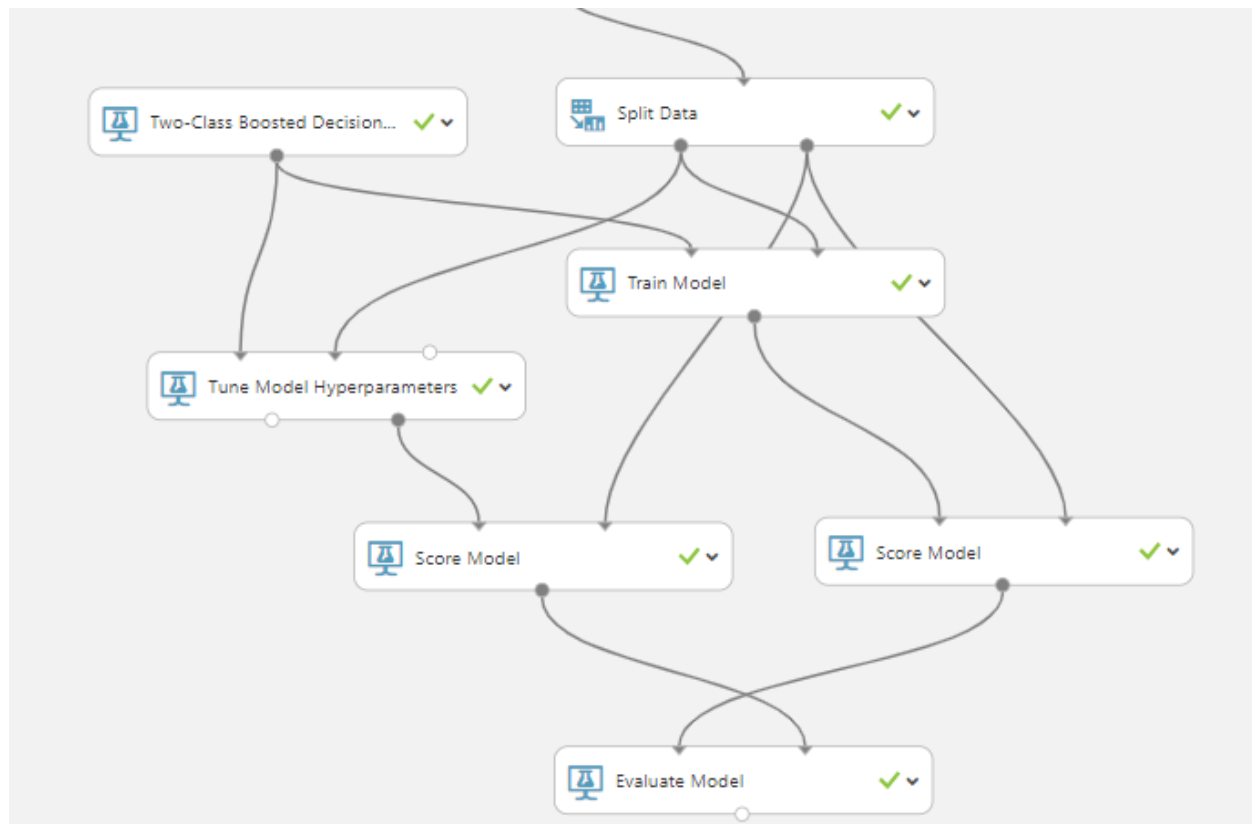 Two-Class Boosted Decision...
Split Data
Train Model
Tune Model Hyperparameters
Score Model
Score Model
Evaluate Model